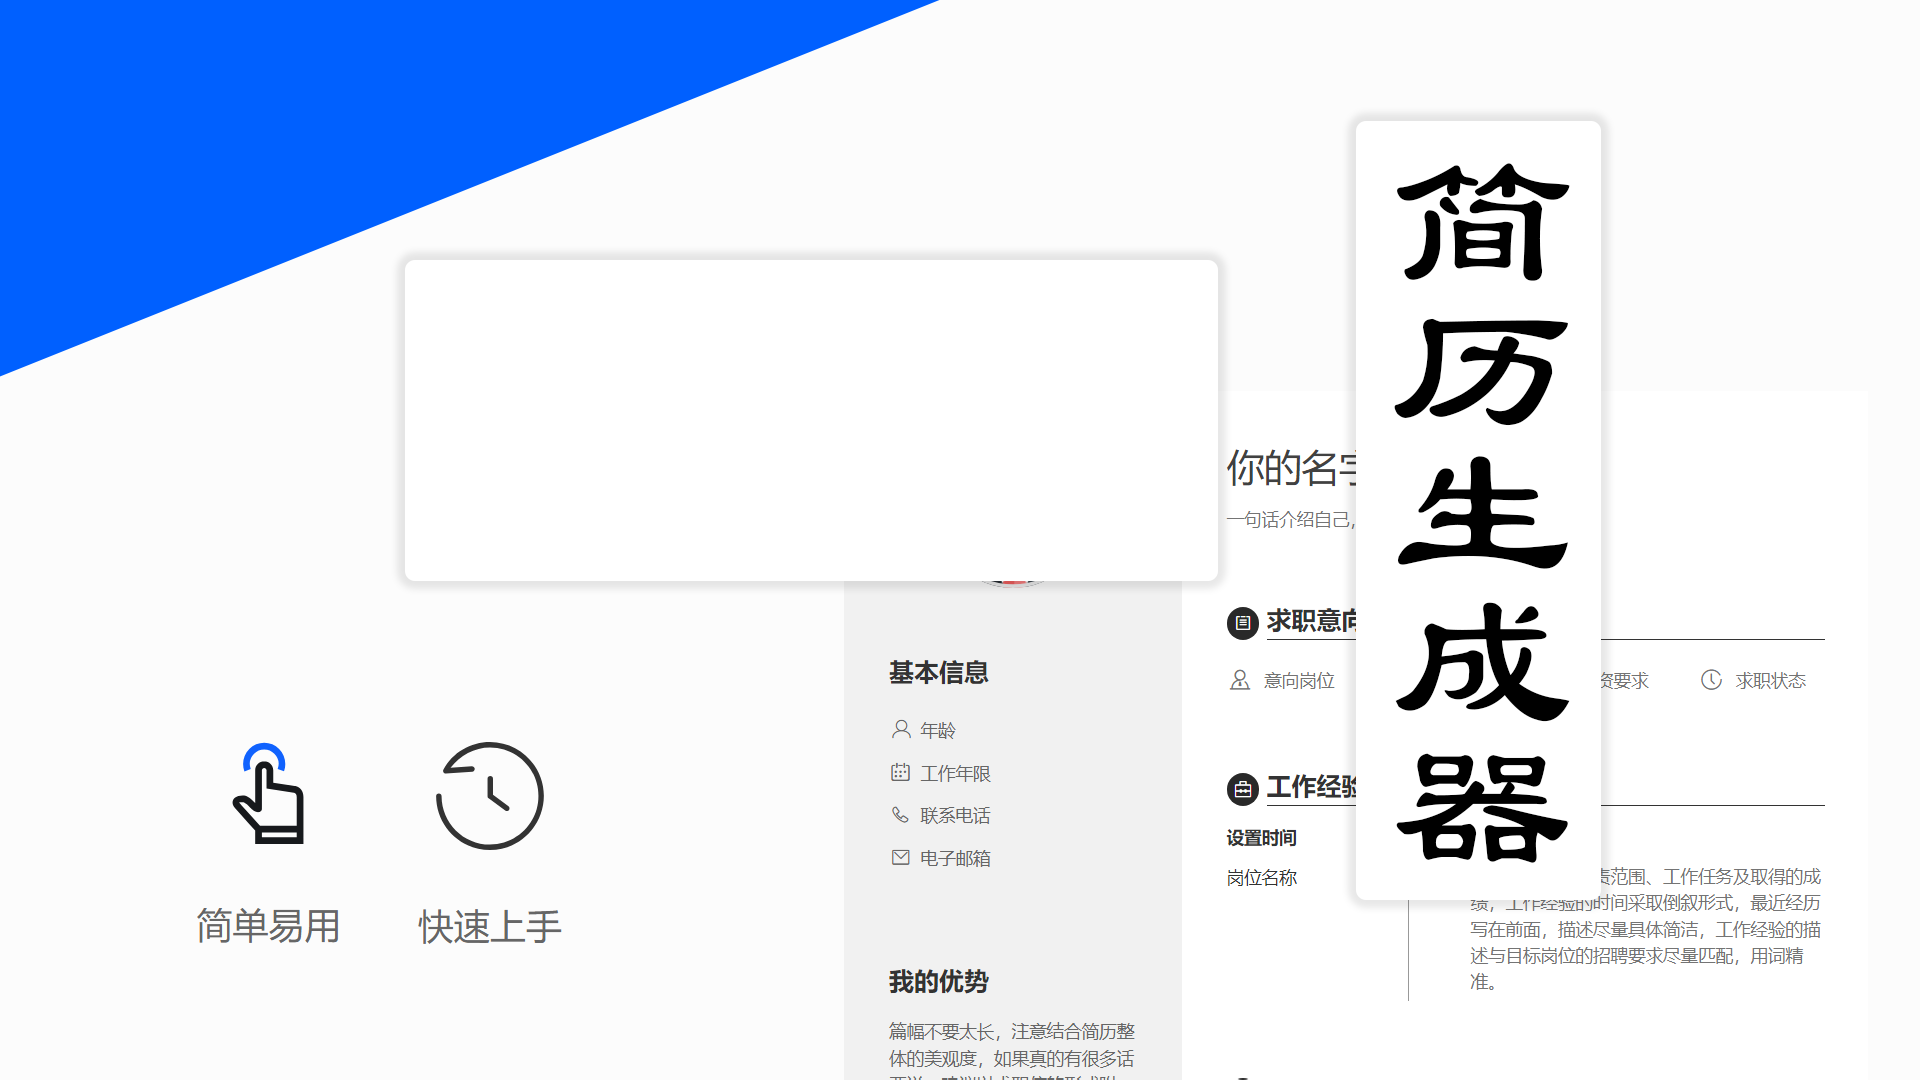 简历生成器
你的名字
一句话介绍自己，
求职意向
意向岗位
资要求
求职状态
基本信息
年龄
工作年限
联系电话
电子邮箱
工作经验
设置时间
岗位名称
责范围、工作任务及取得的成
绩，工作经验的时间采取倒叙形式，最近经历
写在前面，描述尽量具体简洁，工作经验的描
述与目标岗位的招聘要求尽量匹配，用词精
准。
简单易用
快速上手
我的优势
篇幅不要太长，注意结合简历整
体的美观度，如果真的有很多话